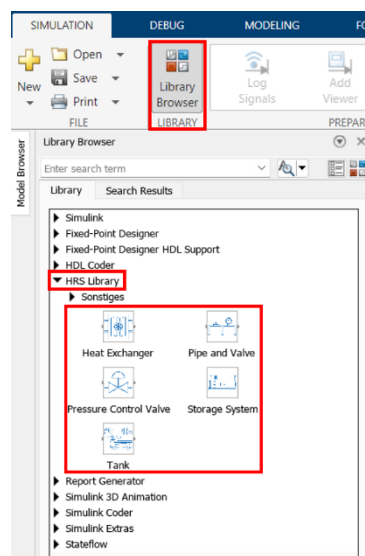 SIMULATION DEBUG MODELING FO
New
Open
Save
Print
Library
Browser
Log
Signals
Add
Viewer
FILE LIBRARY PREPAR
Model Browser
Library Browser
Enter search term
Library Search Results
Simulink
Fixed-Point Designer
Fixed-Point Designer HDL Support
HDL Coder
HRS Library
Sonstiges
Heat Exchanger Pipe and Valve
Pressure Control Valve Storage System
Tank
Report Generator
Simulink 3D Animation
Simulink Coder
Simulink Extras
Stateflow